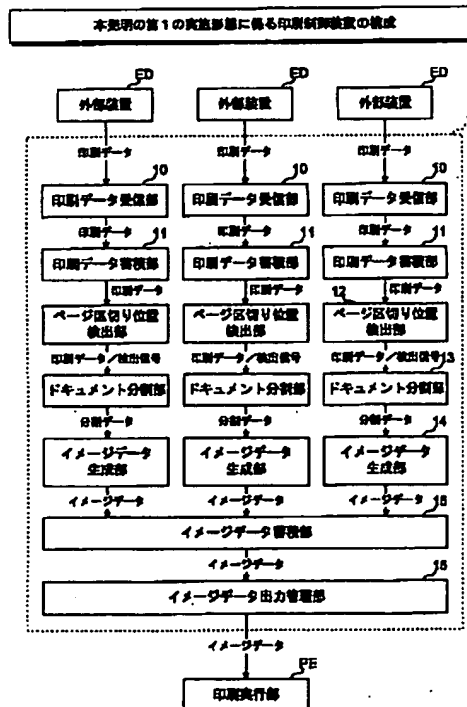 本発明の第1の実施形態に係る印刷制御装置の構成
ED ED ED
外部装置 外部装置 外部装置
印刷データ 印刷データ 印刷データ
10 10 10
印刷データ受信部 印刷データ受信部 印刷データ受信部
印刷データ 印刷データ 印刷データ
11 11 11
印刷データ蓄積部 印刷データ蓄積部 印刷データ蓄積部
印刷データ 印刷データ 12 印刷データ
ページ区切り位置 ページ区切り位置 ページ区切り位置
検出部 検出部 検出部
印刷データ/検出信号 印刷データ/検出信号 印刷データ/検出信号
13
ドキュメント分割部 ドキュメント分割部 ドキュメント分割部
分割データ 分割データ 分割データ
14
イメージデータ イメージデータ イメージデータ
生成部 生成部 生成部
イメージデータ イメージデータ イメージデータ
イメージデータ蓄積部
イメージデータ
イメージデータ出力管理部
イメージデータ
PE
印刷実行部